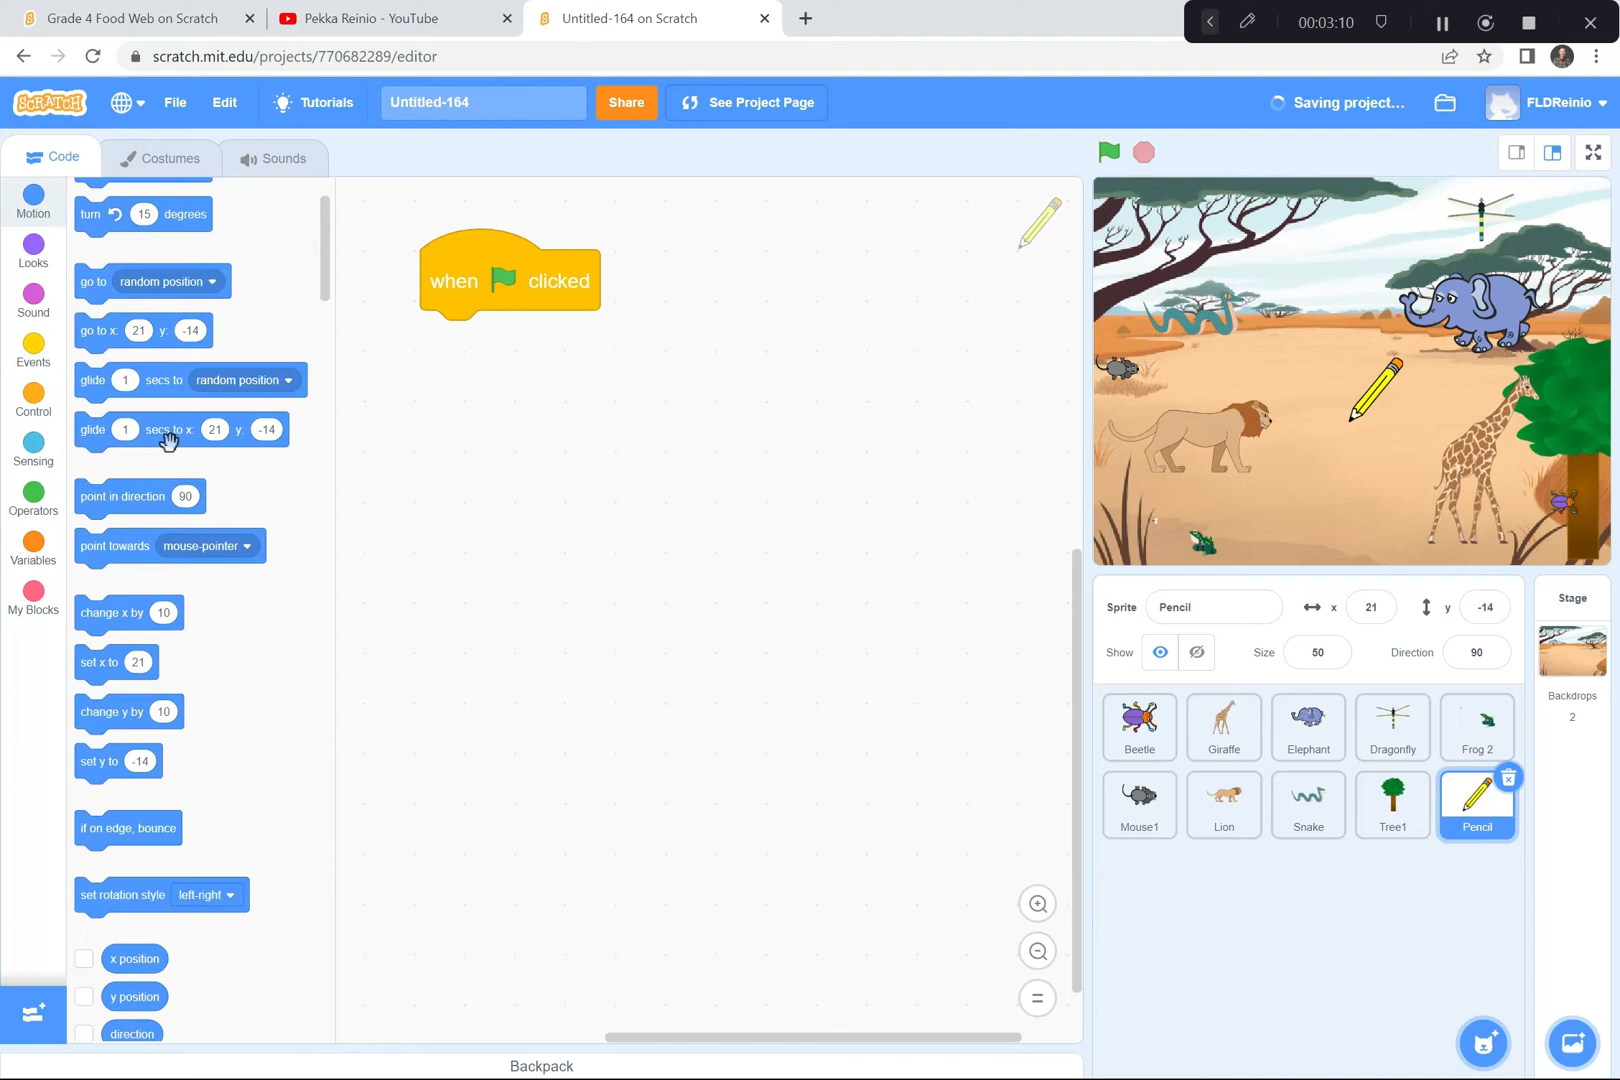 Grade 4 Food Web on Scratch
Pekka Reinio - YouTube
Untitled-164 on Scratch
00:03:10
scratch.mit.edu/projects/770682289/editor
SCRATCH
File
Edit
Tutorials
Untitled-164
Share
See Project Page
Saving project...
FLDReinio
Code
Costumes
Sounds
Motion
Looks
Sound
Events
Control
Sensing
Operators
Variables
My Blocks
turn 15 degrees
go to random position
go to x: 21 y: -14
glide 1 secs to random position
glide 1 secs to x: 21 y: -14
point in direction 90
point towards mouse-pointer
change x by 10
set x to 21
change y by 10
set y to -14
if on edge, bounce
set rotation style left-right
x position
y position
direction
when clicked
Backpack
Sprite Pencil x 21 y -14
Show Size 50 Direction 90
Beetle Giraffe Elephant Dragonfly Frog 2
Mouse1 Lion Snake Tree1 Pencil
Stage
Backdrops
2